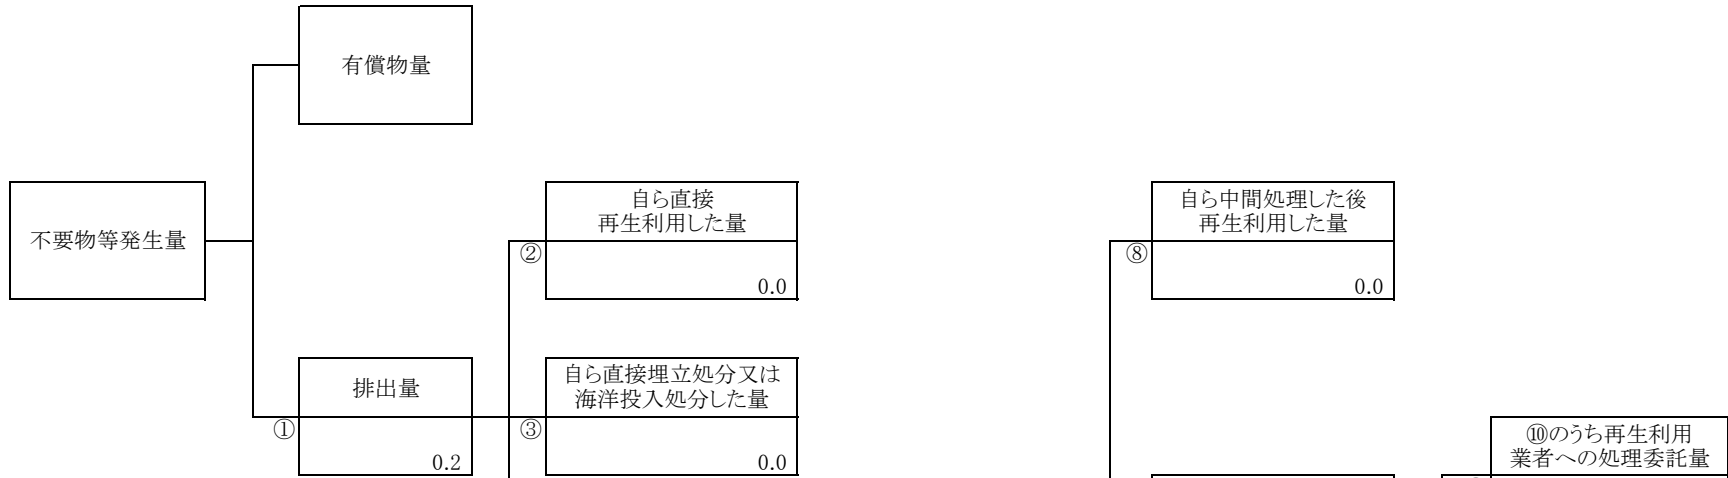 有償物量
不要物等発生量
自ら直接
再生利用した量
②
0.0
自ら中間処理した後
再生利用した量
⑧
0.0
排出量
①
0.2
自ら直接埋立処分又は
海洋投入処分した量
③
0.0
⑩のうち再生利用
業者への処理委託量